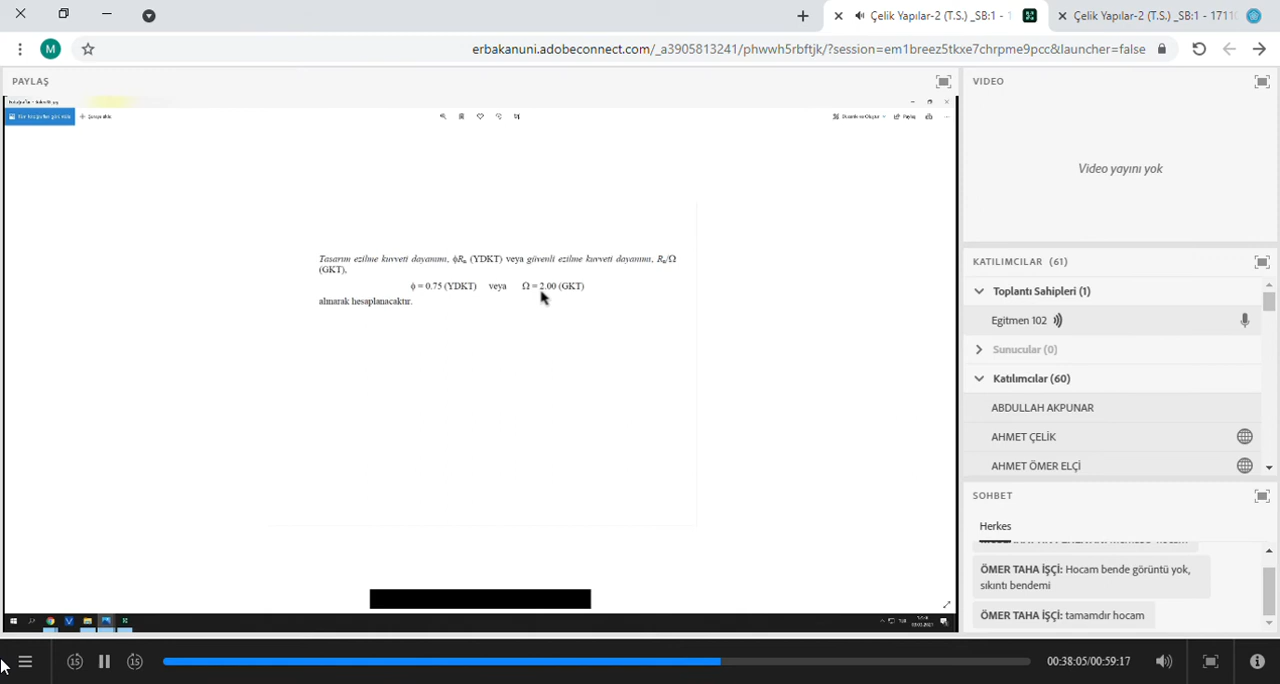 Çelik Yapılar-2 (T.S.) _SB:1 - 1
Çelik Yapılar-2 (T.S.) _SB:1 - 17110
M
erbakanuni.adobeconnect.com/_a3905813241/phwwh5rbftjk/?session=em1breez5tkxe7chrpme9pcc&launcher=false
PAYLAŞ
Paylaş
Tasarım ezilme kuvveti dayanımı, ϕRn (YDKT) veya güvenli ezilme kuvveti dayanımı, Rn/Ω
(GKT),
ϕ = 0.75 (YDKT) veya Ω = 2.00 (GKT)
alınarak hesaplanacaktır.
VIDEO
Video yayını yok
KATILIMCILAR (61)
Toplantı Sahipleri (1)
Egitmen 102
Sunucular (0)
Katılımcılar (60)
ABDULLAH AKPUNAR
AHMET ÇELİK
AHMET ÖMER ELÇİ
SOHBET
Herkes
ÖMER TAHA İŞÇİ: Hocam bende görüntü yok,
sıkıntı bendemi
ÖMER TAHA İŞÇİ: tamamdır hocam
15
15
00:38:05/00:59:17